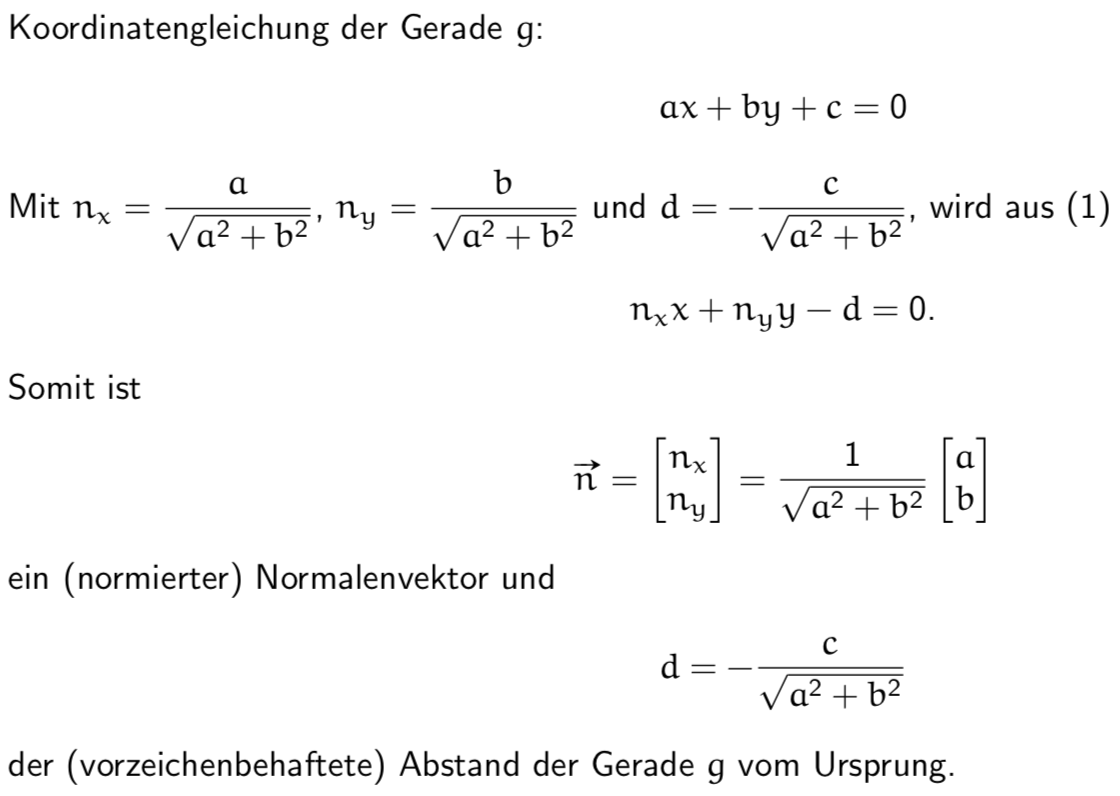 Koordinatengleichung der Gerade g:
ax + by + c = 0
Mit n_x = \frac{a}{\sqrt{a^2 + b^2}}, n_y = \frac{b}{\sqrt{a^2 + b^2}} und d = -\frac{c}{\sqrt{a^2 + b^2}}, wird aus (1)
n_x x + n_y y − d = 0.
Somit ist
\vec{n} = \begin{bmatrix} n_x \\ n_y \end{bmatrix} = \frac{1}{\sqrt{a^2 + b^2}} \begin{bmatrix} a \\ b \end{bmatrix}
ein (normierter) Normalenvektor und
d = -\frac{c}{\sqrt{a^2 + b^2}}
der (vorzeichenbehaftete) Abstand der Gerade g vom Ursprung.